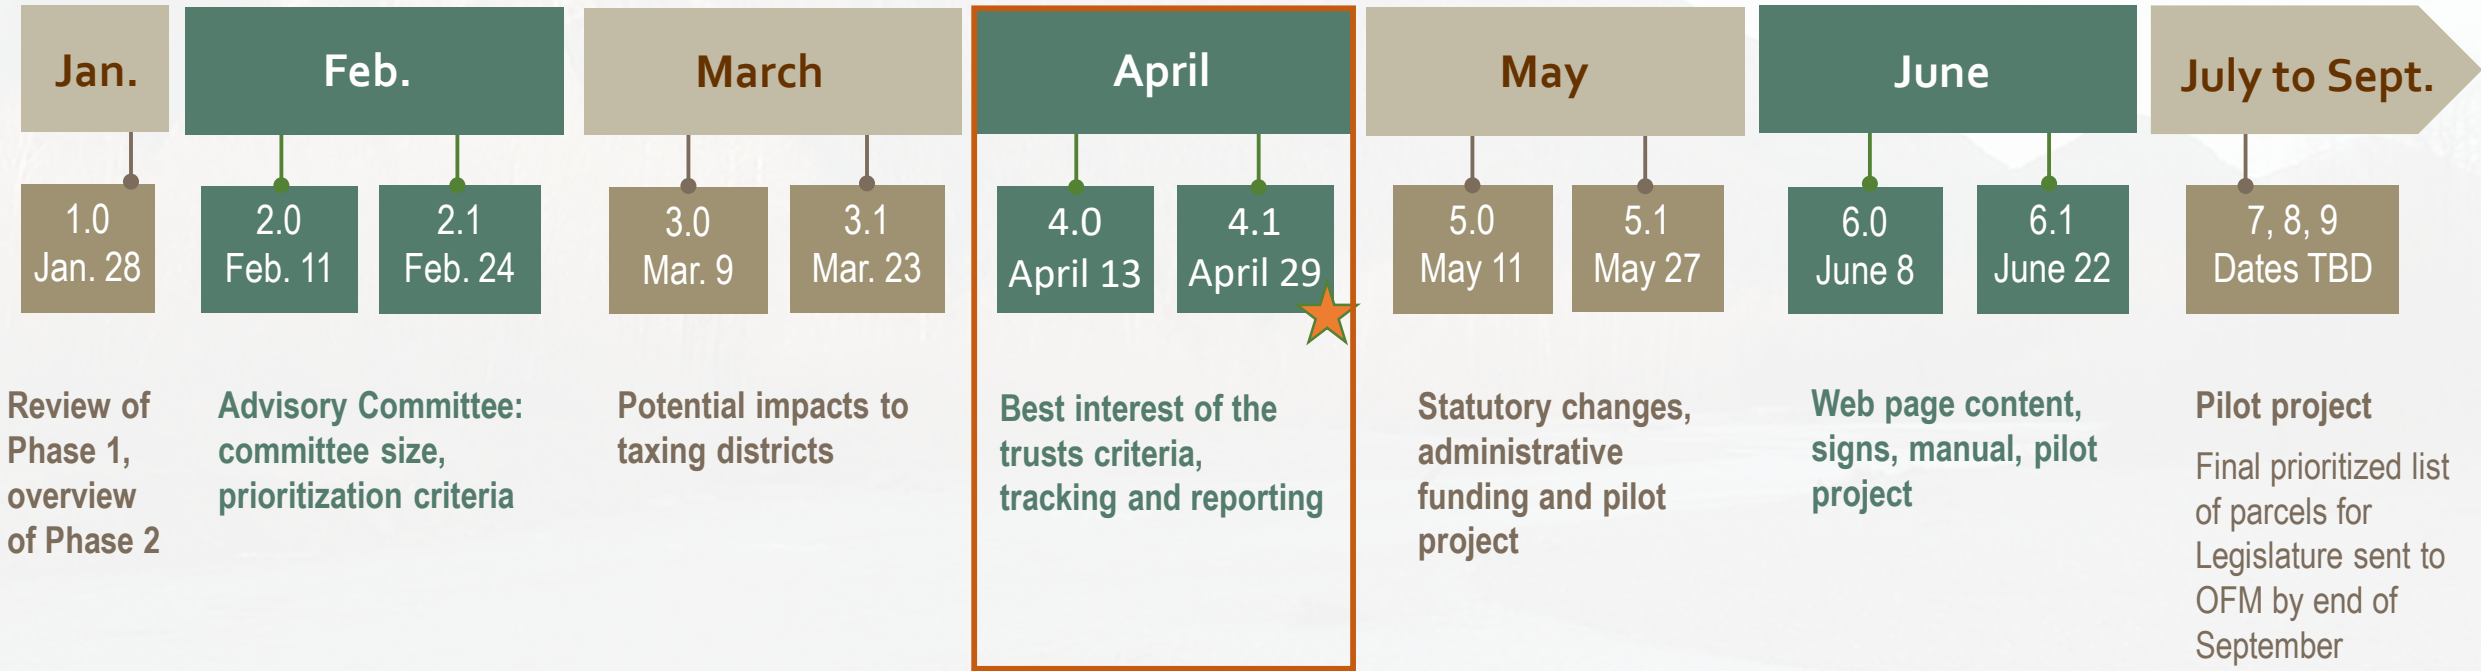 Jan.
Feb.
March
April
May
June
July to Sept.
1.0
Jan. 28
2.0
Feb. 11
2.1
Feb. 24
3.0
Mar. 9
3.1
Mar. 23
4.0
April 13
4.1
April 29
5.0
May 11
5.1
May 27
6.0
June 8
6.1
June 22
7, 8, 9
Dates TBD
Review of
Phase 1,
overview
of Phase 2
Advisory Committee:
committee size,
prioritization criteria
Potential impacts to
taxing districts
Best interest of the
trusts criteria,
tracking and reporting
Statutory changes,
administrative
funding and pilot
project
Web page content,
signs, manual, pilot
project
Pilot project
Final prioritized list
of parcels for
Legislature sent to
OFM by end of
September